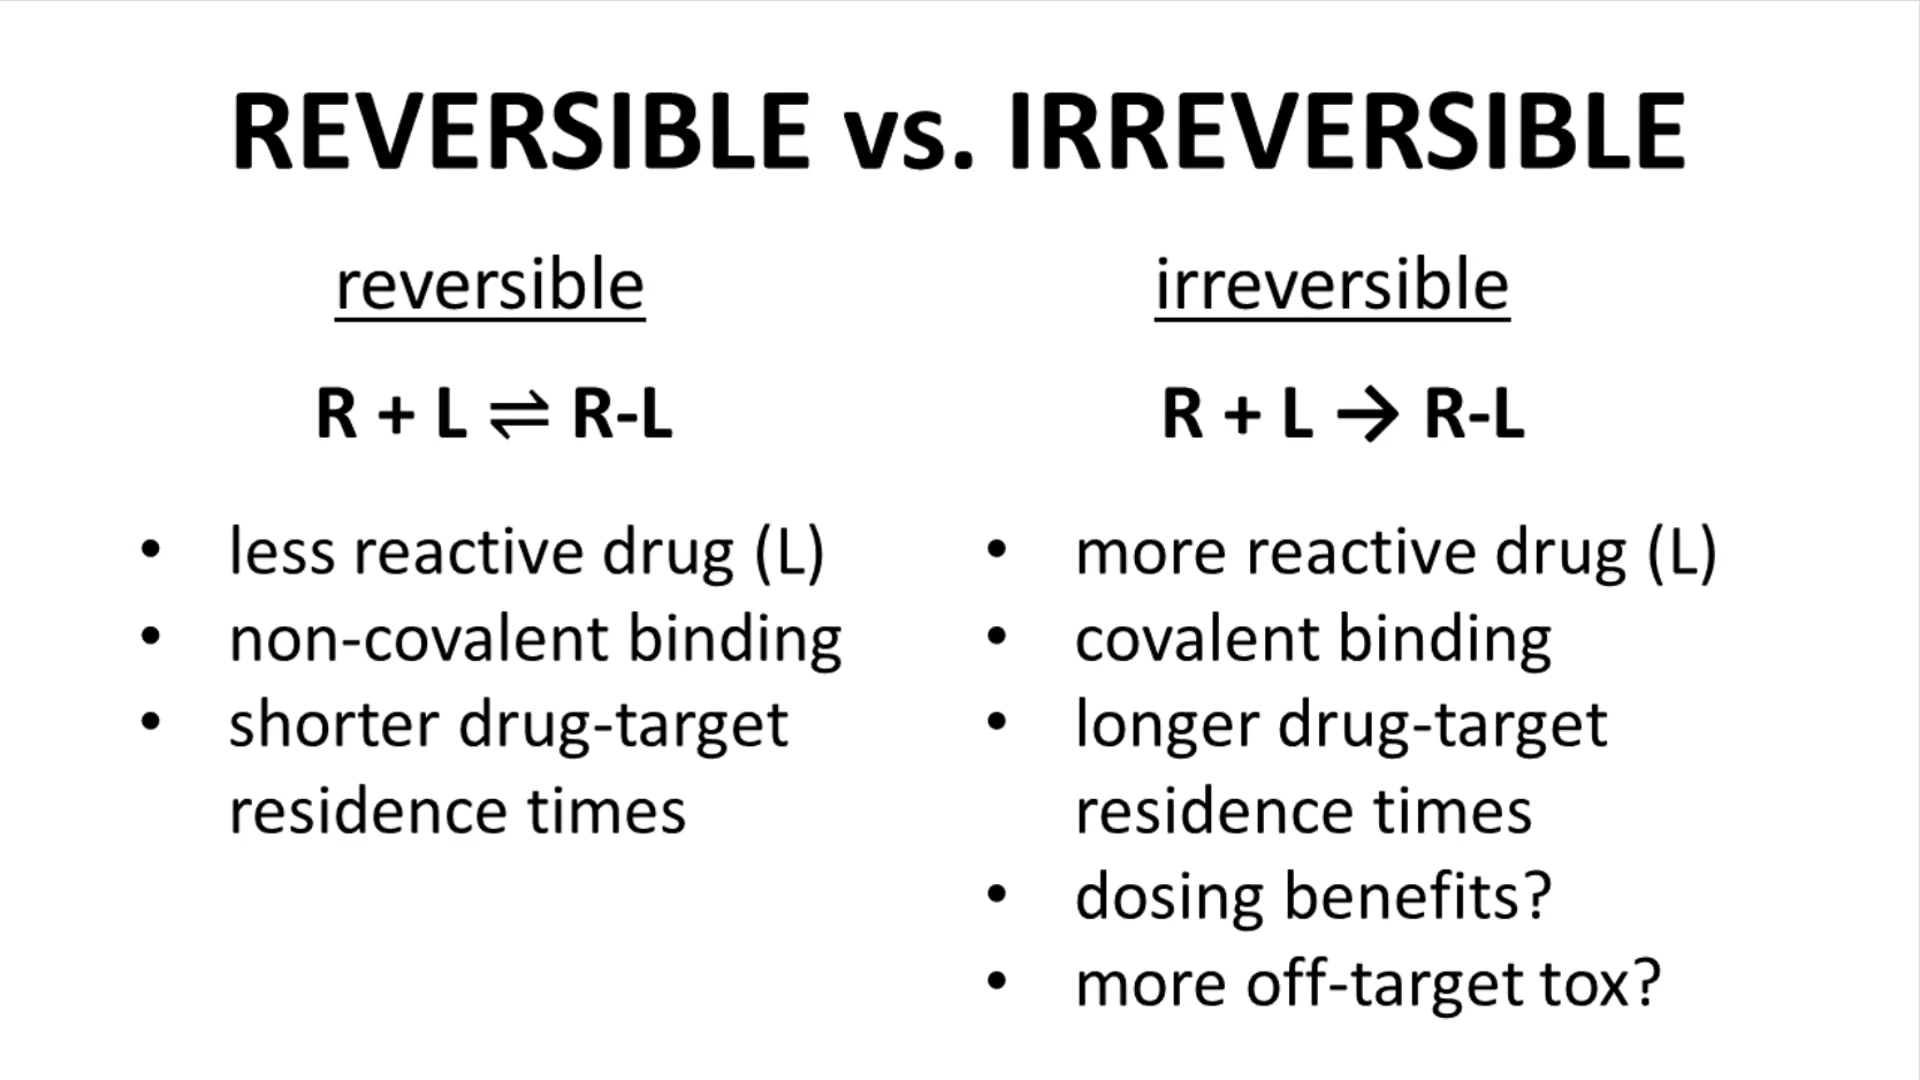 REVERSIBLE vs. IRREVERSIBLE
reversible
R + L ⇌ R-L
• less reactive drug (L)
• non-covalent binding
• shorter drug-target
residence times
irreversible
R + L → R-L
• more reactive drug (L)
• covalent binding
• longer drug-target
residence times
• dosing benefits?
• more off-target tox?